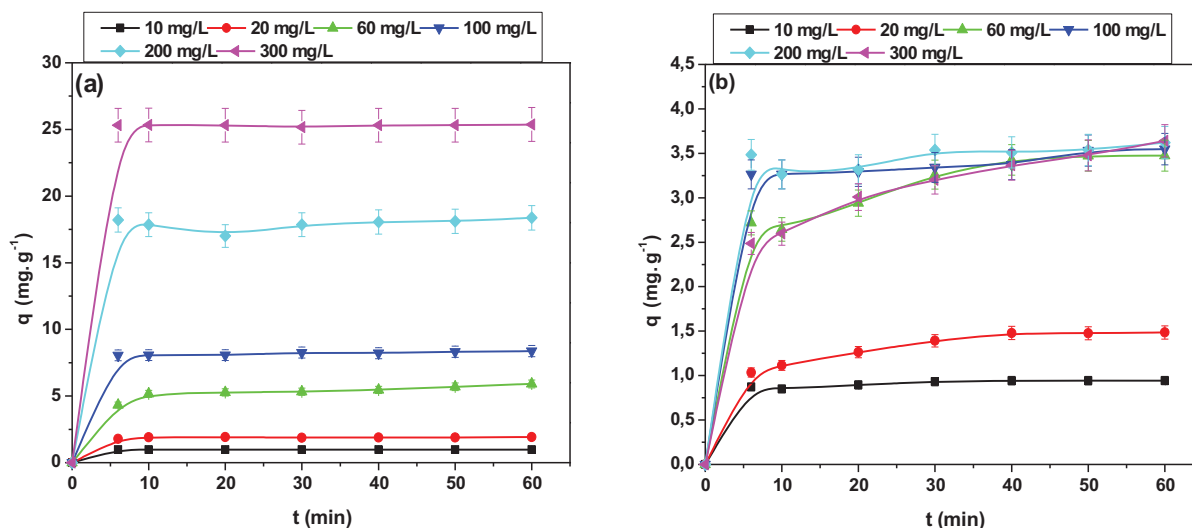 10 mg/L 20 mg/L 60 mg/L 100 mg/L
200 mg/L 300 mg/L
(a)
30
25
20
15
10
5
0
q (mg.g-1)
0 10 20 30 40 50 60
t (min)
10 mg/L 20 mg/L 60 mg/L 100 mg/L
200 mg/L 300 mg/L
(b)
4,5
4,0
3,5
3,0
2,5
2,0
1,5
1,0
0,5
0,0
q (mg.g-1)
0 10 20 30 40 50 60
t (min)